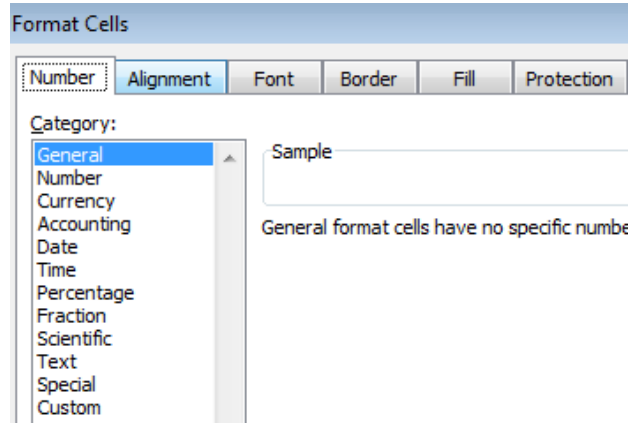 Format Cells
Number Alignment Font Border Fill Protection
Category:
General
Number
Currency
Accounting
Date
Time
Percentage
Fraction
Scientific
Text
Special
Custom
Sample
General format cells have no specific numbe